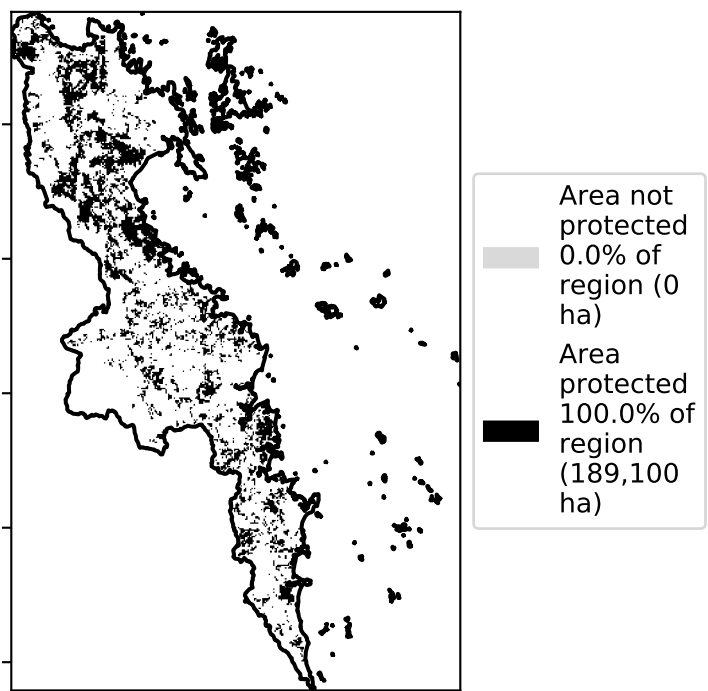 Area not
protected
0.0% of
region (0
ha)
Area
protected
100.0% of
region
(189,100
ha)